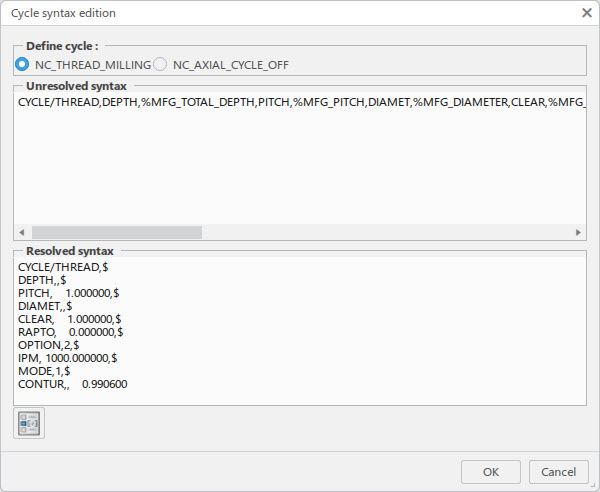 Cycle syntax edition
Define cycle :
NC_THREAD_MILLING NC_AXIAL_CYCLE_OFF
Unresolved syntax
CYCLE/THREAD,DEPTH,%MFG_TOTAL_DEPTH,PITCH,%MFG_PITCH,DIAMET,%MFG_DIAMETER,CLEAR,%MFG_
Resolved syntax
CYCLE/THREAD,$
DEPTH,,$
PITCH,    1.000000,$
DIAMET,,$
CLEAR,    1.000000,$
RAPTO,    0.000000,$
OPTION,2,$
IPM, 1000.000000,$
MODE,1,$
CONTUR,,    0.990600
OK Cancel